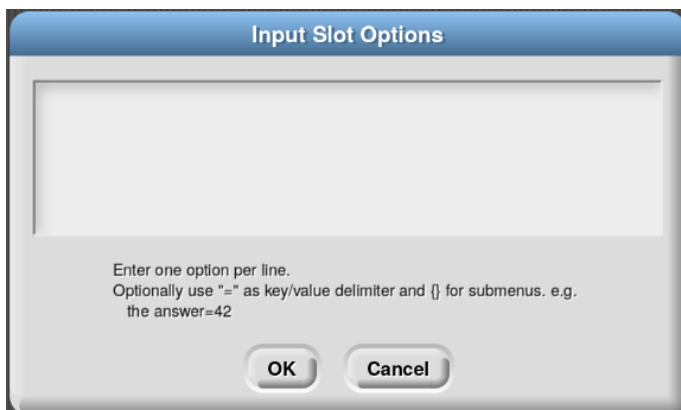 Input Slot Options
Enter one option per line.
Optionally use "=" as key/value delimiter and {} for submenus. e.g.
the answer=42
OK Cancel